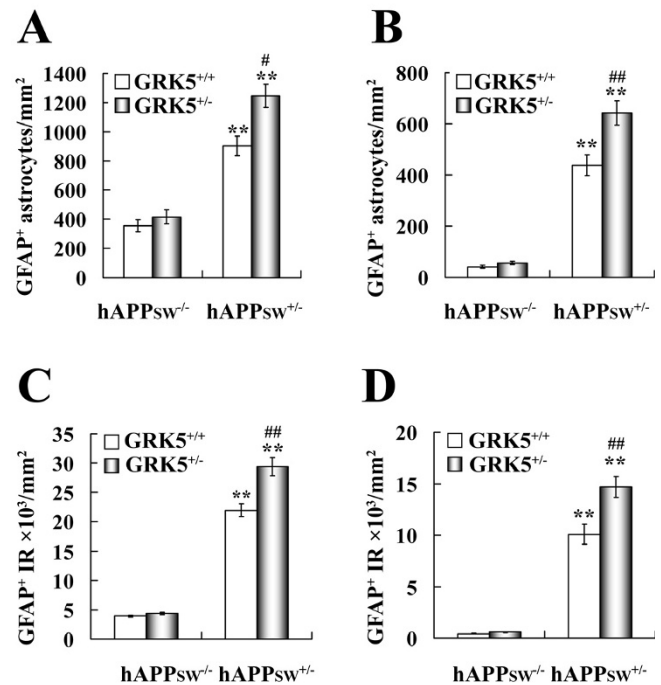 A
GFAP⁺ astrocytes/mm²
1400
1200
1000
800
600
400
200
0
GRK5⁺/⁺
GRK5⁺/⁻
#
**
**
hAPPsw⁻/⁻ hAPPsw⁺/⁻
B
GFAP⁺ astrocytes/mm²
800
600
400
200
0
GRK5⁺/⁺
GRK5⁺/⁻
##
**
**
hAPPsw⁻/⁻ hAPPsw⁺/⁻
C
GFAP⁺ IR ×10³/mm²
35
30
25
20
15
10
5
0
GRK5⁺/⁺
GRK5⁺/⁻
##
**
**
hAPPsw⁻/⁻ hAPPsw⁺/⁻
D
GFAP⁺ IR ×10³/mm²
20
15
10
5
0
GRK5⁺/⁺
GRK5⁺/⁻
##
**
**
hAPPsw⁻/⁻ hAPPsw⁺/⁻